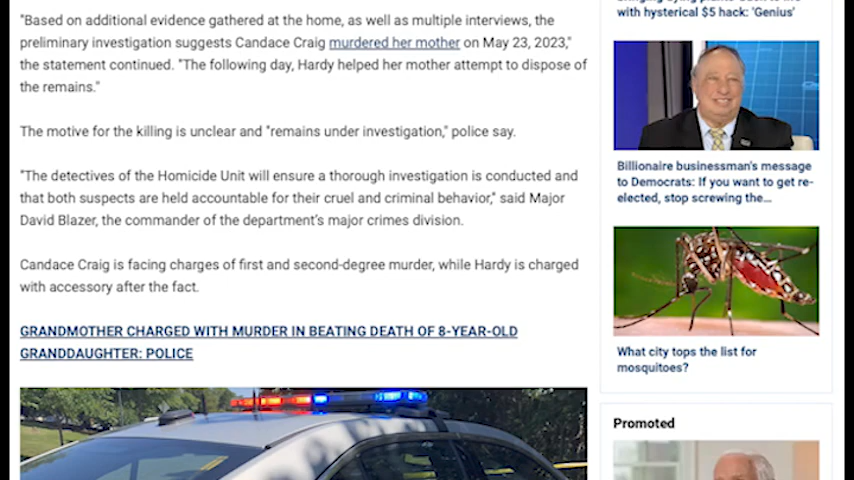 "Based on additional evidence gathered at the home, as well as multiple interviews, the
preliminary investigation suggests Candace Craig murdered her mother on May 23, 2023,"
the statement continued. "The following day, Hardy helped her mother attempt to dispose of
the remains."
The motive for the killing is unclear and "remains under investigation," police say.
"The detectives of the Homicide Unit will ensure a thorough investigation is conducted and
that both suspects are held accountable for their cruel and criminal behavior," said Major
David Blazer, the commander of the department's major crimes division.
Candace Craig is facing charges of first and second-degree murder, while Hardy is charged
with accessory after the fact.
GRANDMOTHER CHARGED WITH MURDER IN BEATING DEATH OF 8-YEAR-OLD
GRANDDAUGHTER: POLICE
with hysterical $5 hack: 'Genius'
Billionaire businessman's message
to Democrats: If you want to get re-
elected, stop screwing the...
What city tops the list for
mosquitoes?
Promoted